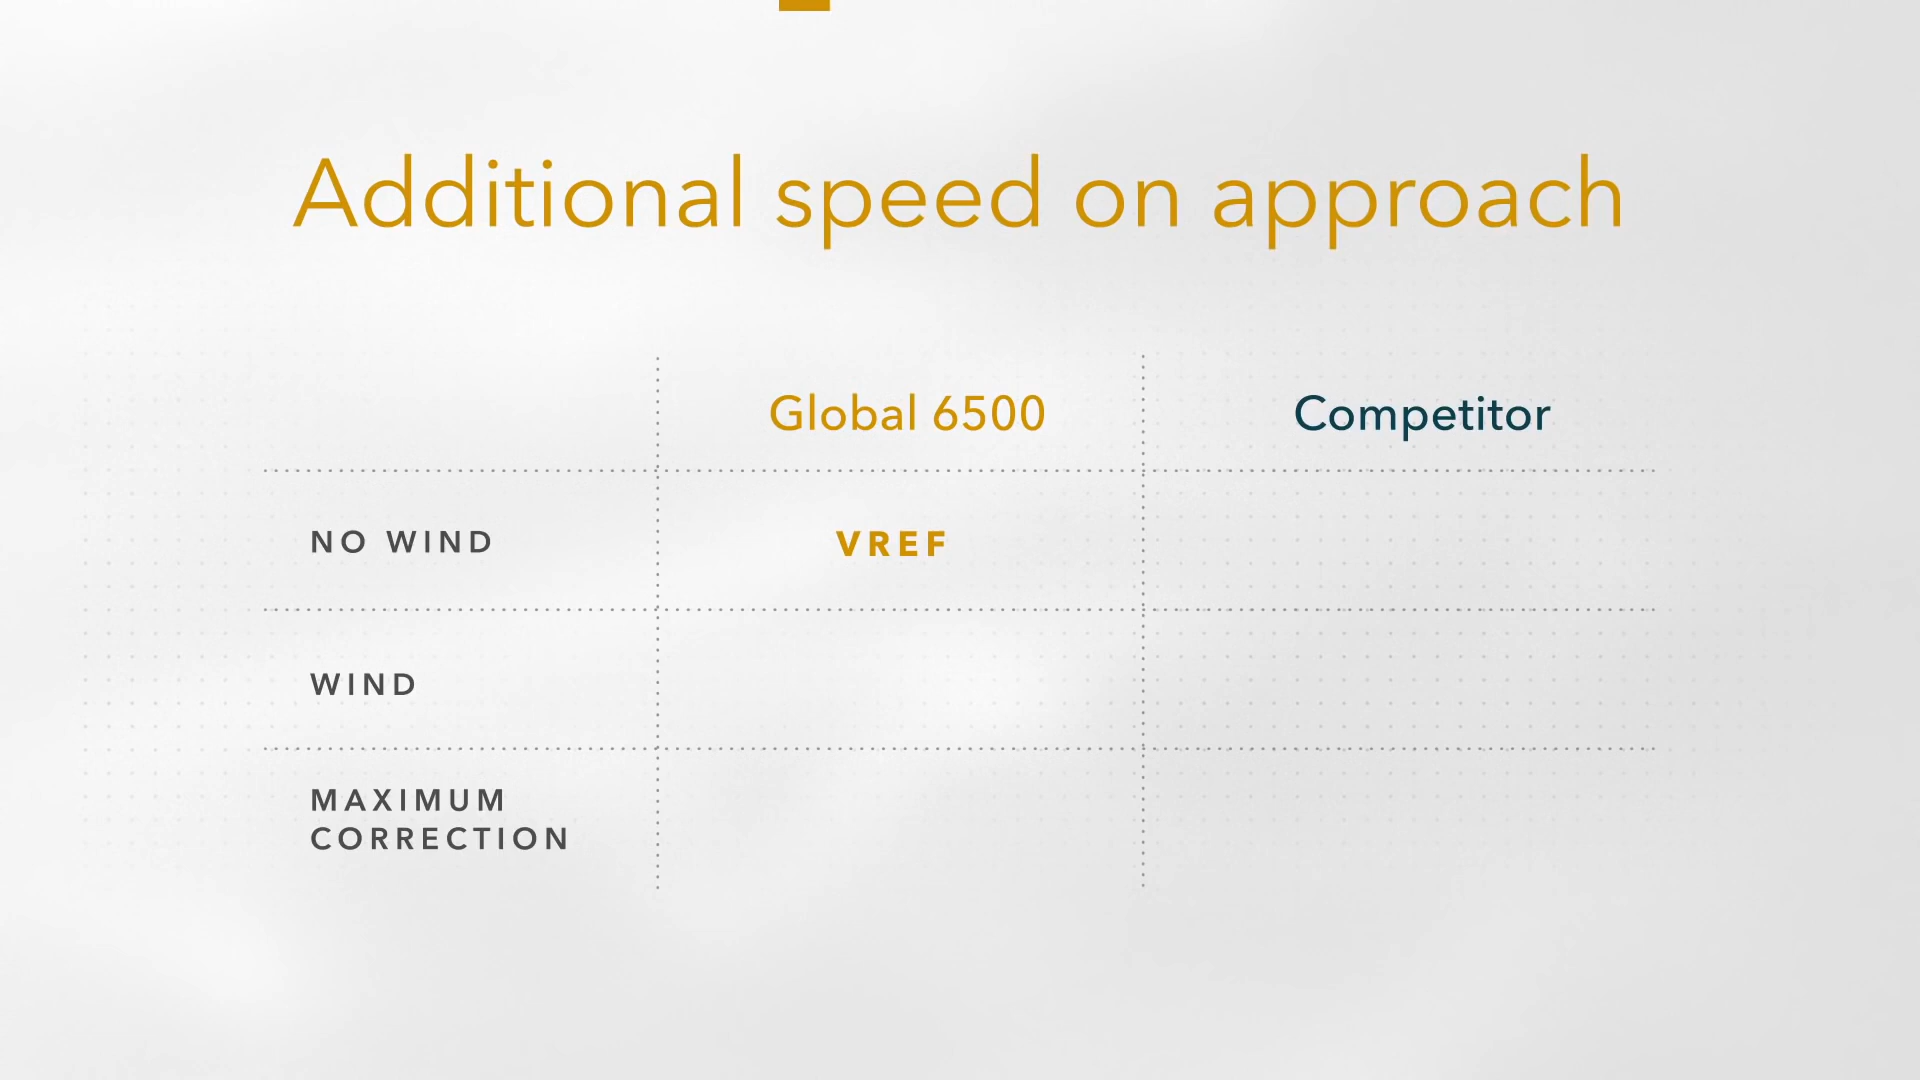 Additional speed on approach
Global 6500
Competitor
NO WIND
VREF
WIND
MAXIMUM
CORRECTION